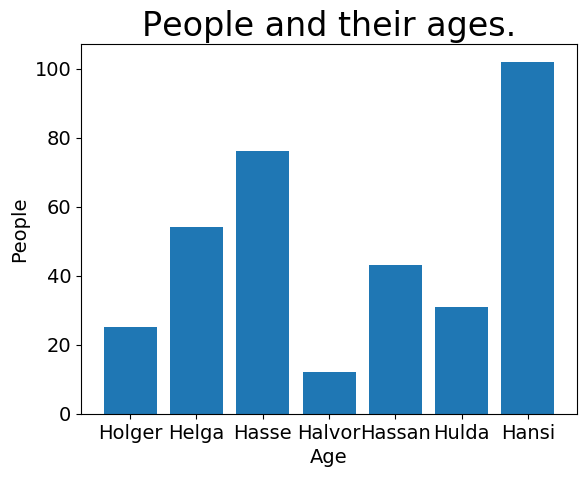 People and their ages.
100
80
60
40
20
0
People
Holger Helga Hasse Halvor Hassan Hulda Hansi
Age